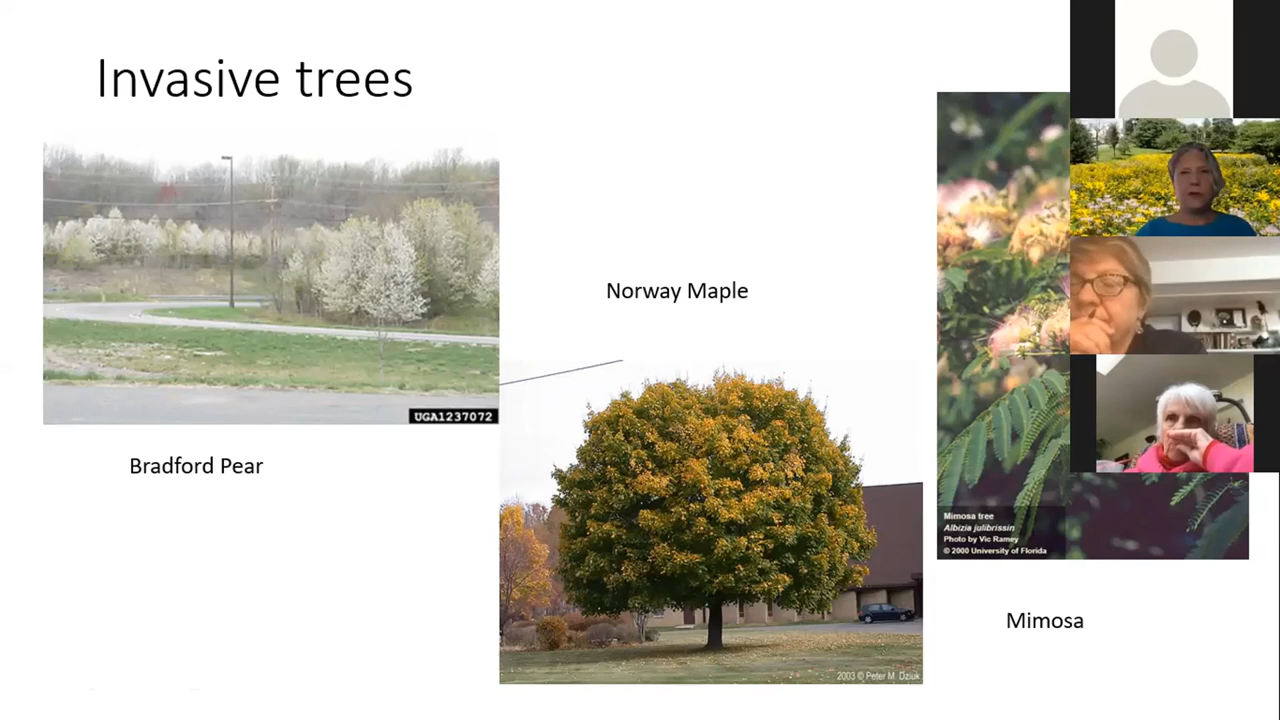 Invasive trees
UGA1237072
Bradford Pear
Norway Maple
2003 © Peter M. Dziuk
Mimosa tree
Albizia julibrissin
Photo by Vic Ramey
© 2000 University of Florida
Mimosa